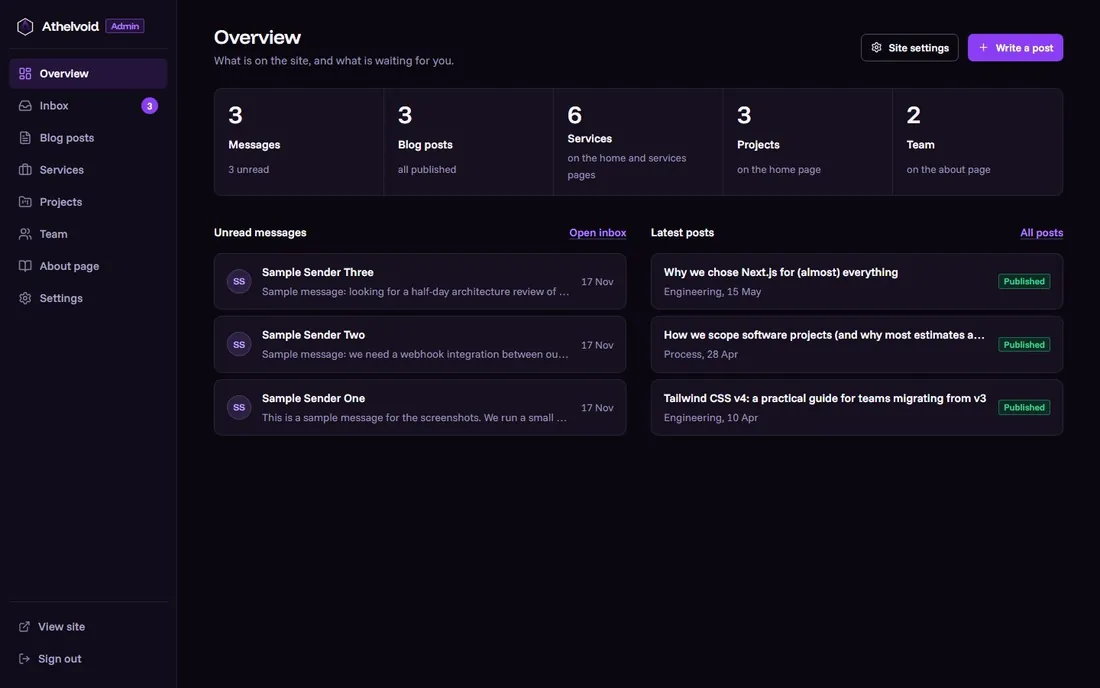 Athelvoid Admin
Overview
Inbox 3
Blog posts
Services
Projects
Team
About page
Settings
View site
Sign out
Overview
What is on the site, and what is waiting for you.
Site settings
Write a post
3
Messages
3 unread
3
Blog posts
all published
6
Services
on the home and services
pages
3
Projects
on the home page
2
Team
on the about page
Unread messages
Open inbox
SS
Sample Sender Three
Sample message: looking for a half-day architecture review of ...
17 Nov
SS
Sample Sender Two
Sample message: we need a webhook integration between ou...
17 Nov
SS
Sample Sender One
This is a sample message for the screenshots. We run a small ...
17 Nov
Latest posts
All posts
Why we chose Next.js for (almost) everything
Engineering, 15 May
Published
How we scope software projects (and why most estimates a...
Process, 28 Apr
Published
Tailwind CSS v4: a practical guide for teams migrating from v3
Engineering, 10 Apr
Published